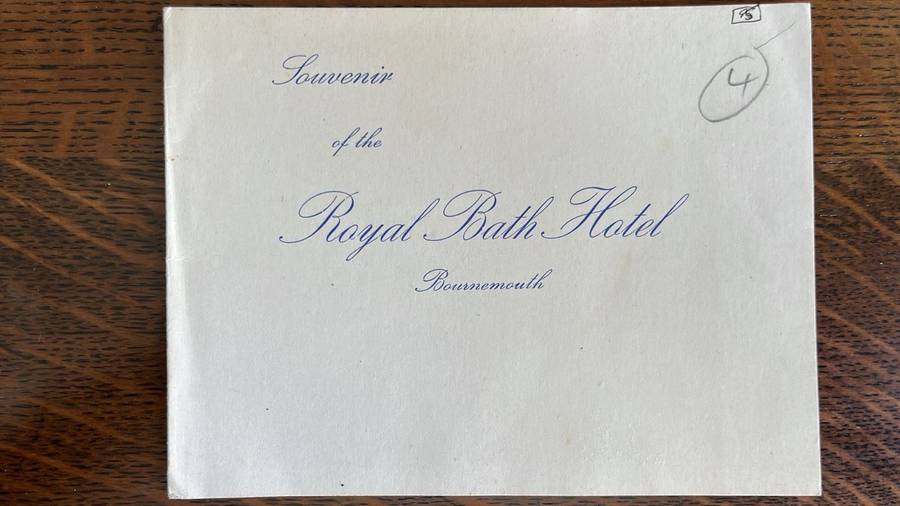 4
Souvenir
of the
Royal Bath Hotel
Bournemouth